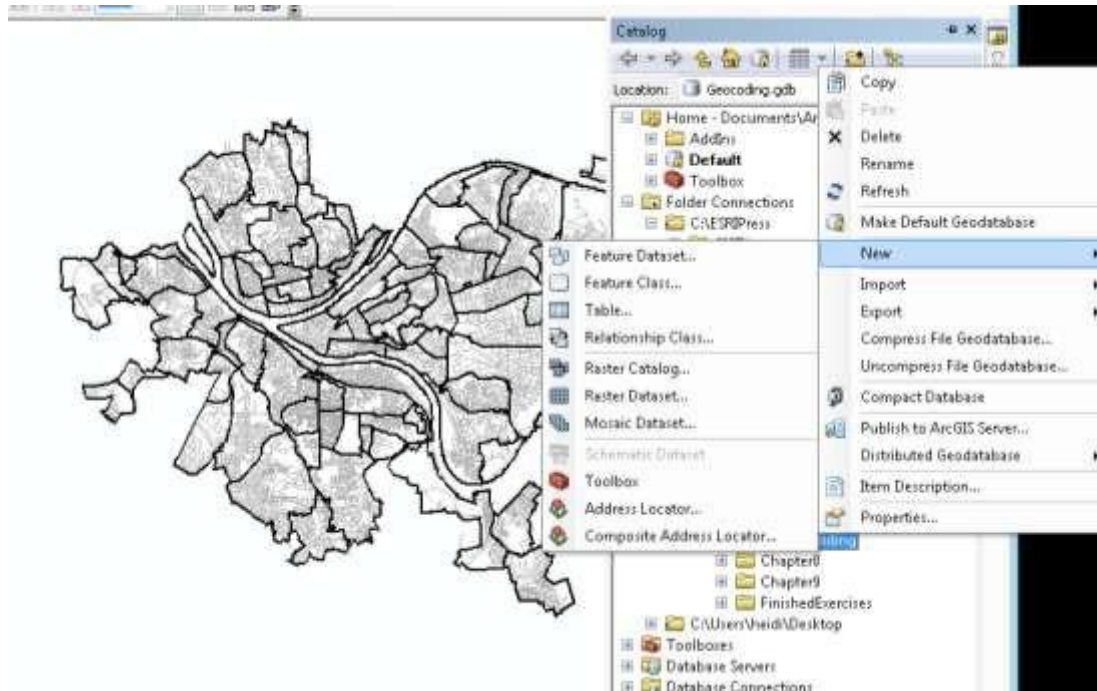 Catalog
Location: Geocoding.gdb
Home - Documents\Ar
AddIns
Default
Toolbox
Folder Connections
C:\ESRIPress
Copy
Paste
Delete
Rename
Refresh
Make Default Geodatabase
New
Import
Export
Compress File Geodatabase...
Uncompress File Geodatabase...
Compact Database
Publish to ArcGIS Server...
Distributed Geodatabase
Item Description...
Properties...
Feature Dataset...
Feature Class...
Table...
Relationship Class...
Raster Catalog...
Raster Dataset...
Mosaic Dataset...
Schematic Dataset
Toolbox
Address Locator...
Composite Address Locator...
oding
Chapter8
Chapter9
FinishedExercises
C:\Users\heidi\Desktop
Toolboxes
Database Servers
Database Connections